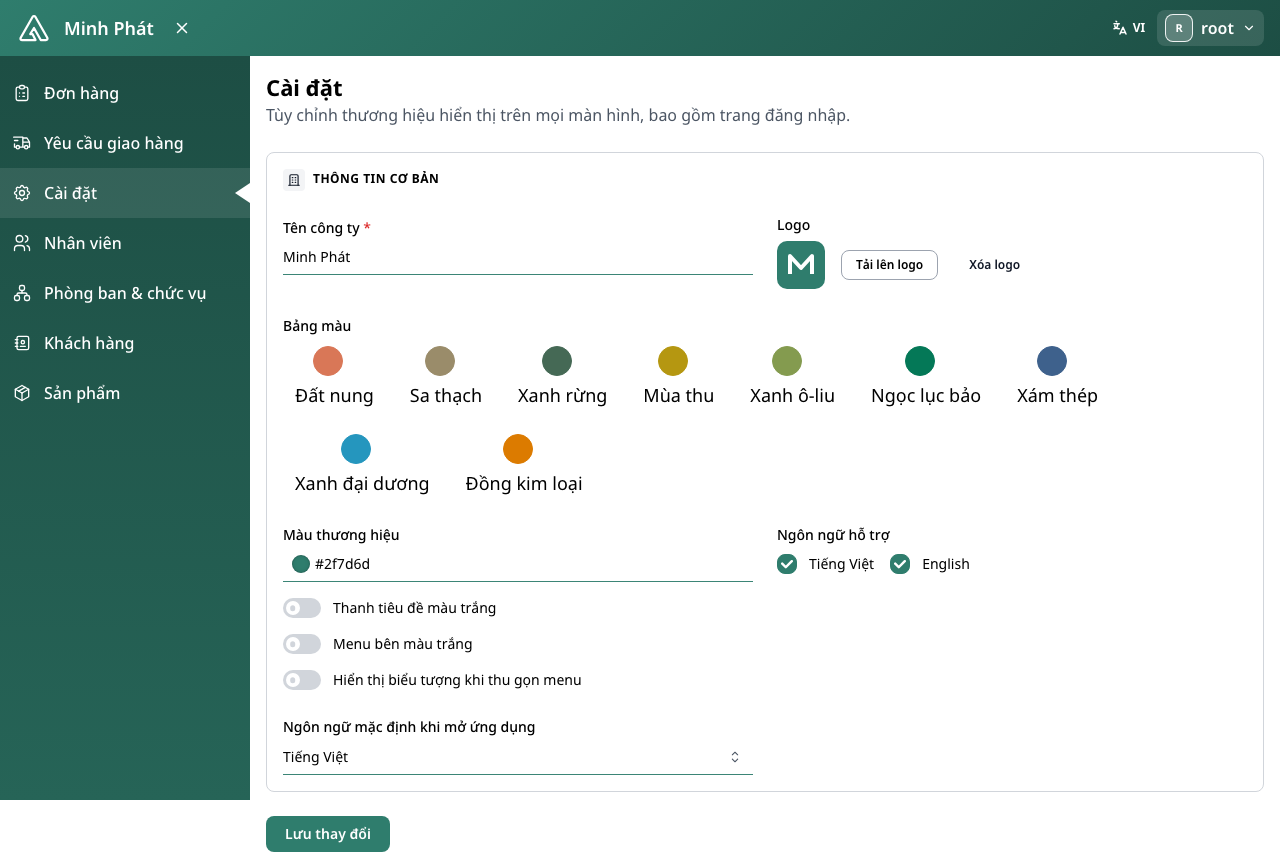 Minh Phát
VI
R
root
Đơn hàng
Yêu cầu giao hàng
Cài đặt
Nhân viên
Phòng ban & chức vụ
Khách hàng
Sản phẩm
Cài đặt
Tùy chỉnh thương hiệu hiển thị trên mọi màn hình, bao gồm trang đăng nhập.
THÔNG TIN CƠ BẢN
Tên công ty *
Minh Phát
Logo
M
Tải lên logo
Xóa logo
Bảng màu
Đất nung
Sa thạch
Xanh rừng
Mùa thu
Xanh ô-liu
Ngọc lục bảo
Xám thép
Xanh đại dương
Đồng kim loại
Màu thương hiệu
#2f7d6d
Ngôn ngữ hỗ trợ
Tiếng Việt
English
Thanh tiêu đề màu trắng
Menu bên màu trắng
Hiển thị biểu tượng khi thu gọn menu
Ngôn ngữ mặc định khi mở ứng dụng
Tiếng Việt
Lưu thay đổi